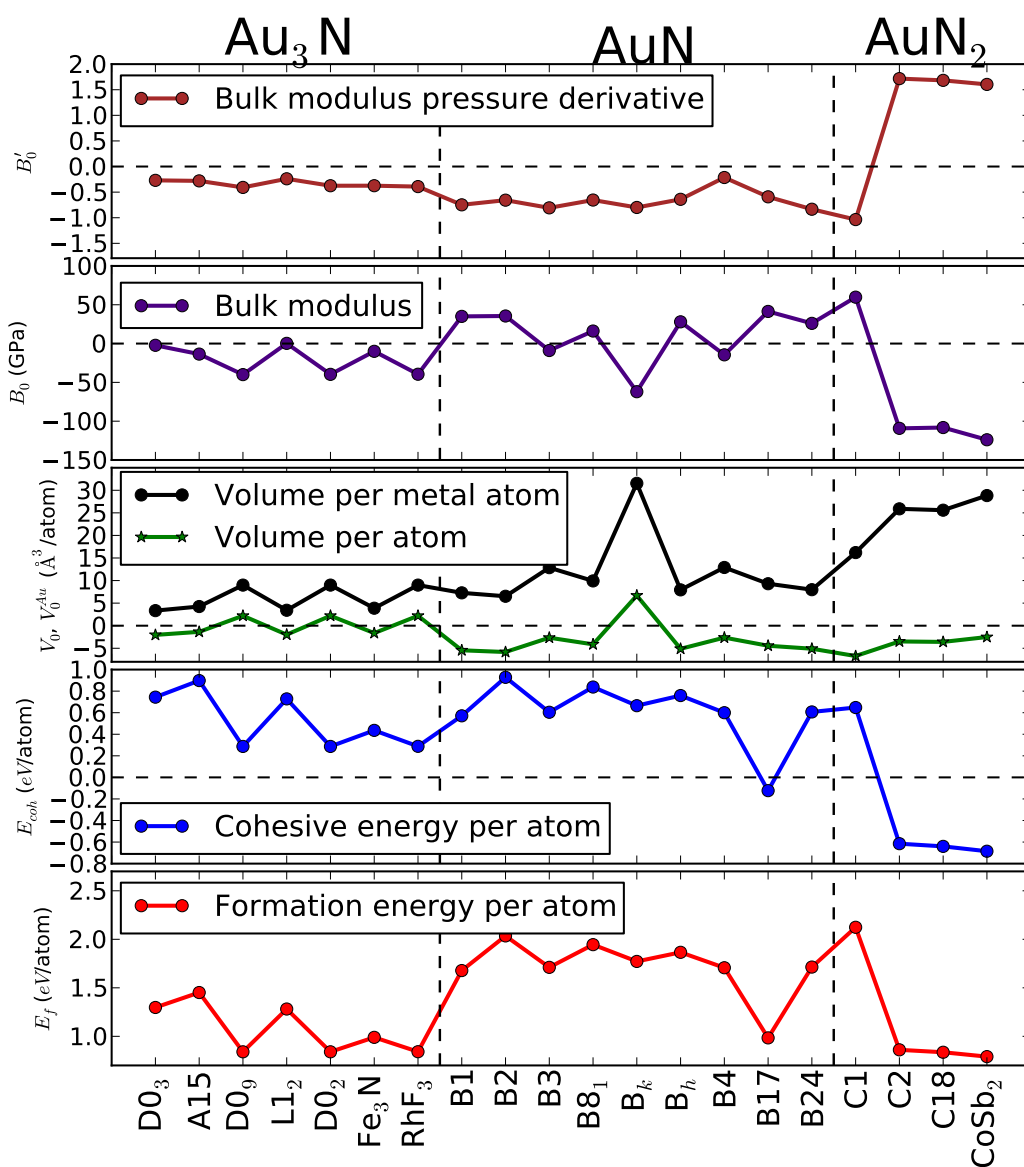 Au₃ N
AuN
AuN₂
2.0
1.5
1.0
0.5
0.0
−0.5
−1.0
−1.5
B′₀
Bulk modulus pressure derivative
100
50
0
−50
−100
−150
B₀ (GPa)
Bulk modulus
30
25
20
15
10
5
0
−5
V₀, V₀ᴬᵘ (Å³/atom)
Volume per metal atom
Volume per atom
1.0
0.8
0.6
0.4
0.2
0.0
−0.2
−0.4
−0.6
−0.8
E_coh (eV/atom)
Cohesive energy per atom
2.5
2.0
1.5
1.0
E_f (eV/atom)
Formation energy per atom
D0₃
A15
D0₉
L1₂
D0₂
Fe₃ N
RhF₃
B1
B2
B3
B8₁
Bₖ
Bₕ
B4
B17
B24
C1
C2
C18
CoSb₂